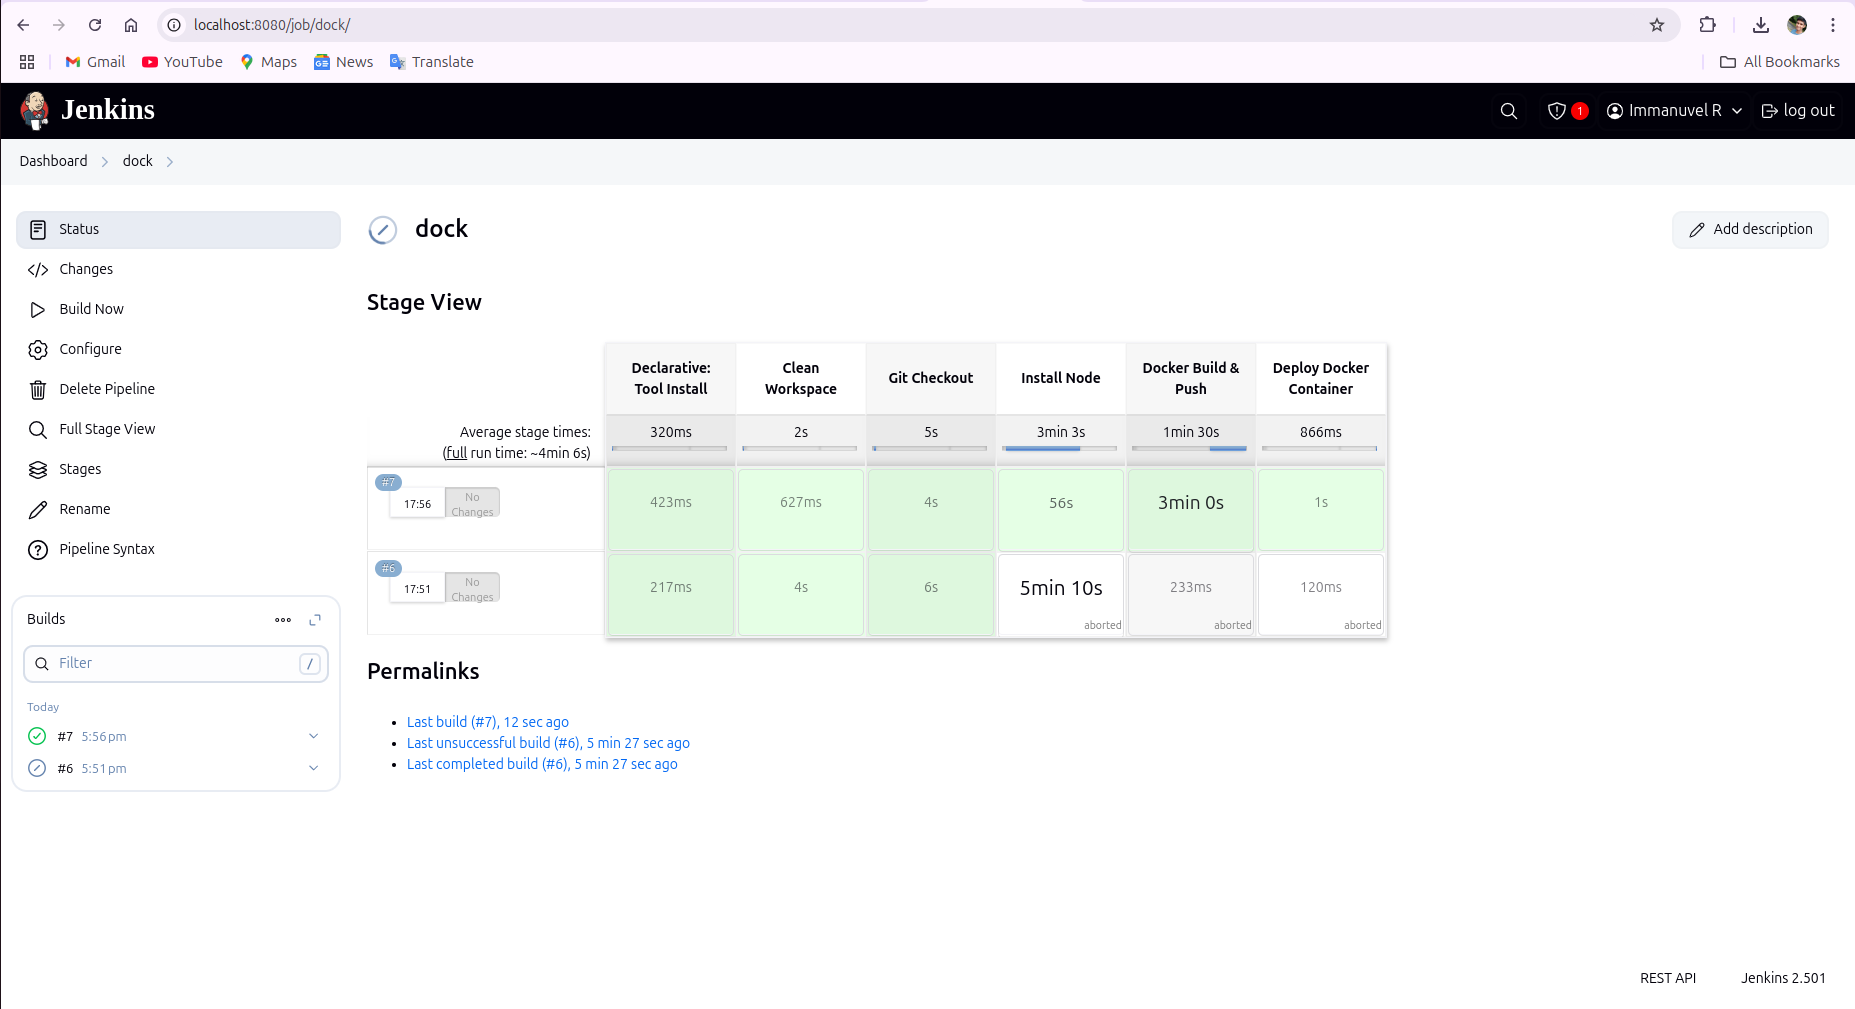 localhost:8080/job/dock/
Gmail
YouTube
Maps
News
Translate
All Bookmarks
Jenkins
1
Immanuvel R
log out
Dashboard
dock
Status
Changes
Build Now
Configure
Delete Pipeline
Full Stage View
Stages
Rename
Pipeline Syntax
Builds
Filter
/
Today
#7 5:56 pm
#6 5:51 pm
dock
Add description
Stage View
Declarative:
Tool Install
Clean
Workspace
Git Checkout
Install Node
Docker Build &
Push
Deploy Docker
Container
Average stage times:
(full run time: ~4min 6s)
320ms
2s
5s
3min 3s
1min 30s
866ms
#7
17:56
No
Changes
423ms
627ms
4s
56s
3min 0s
1s
#6
17:51
No
Changes
217ms
4s
6s
5min 10s
aborted
233ms
aborted
120ms
aborted
Permalinks
Last build (#7), 12 sec ago
Last unsuccessful build (#6), 5 min 27 sec ago
Last completed build (#6), 5 min 27 sec ago
REST API
Jenkins 2.501